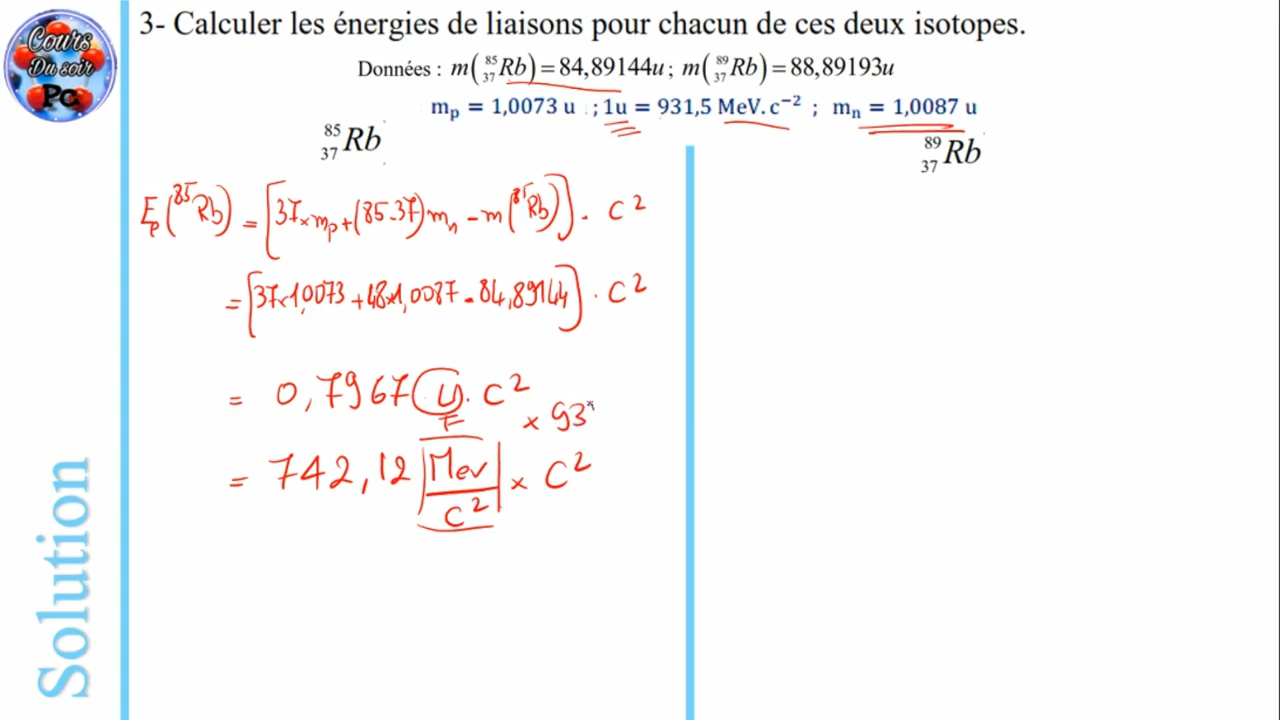 Cours
Du soir
PC
3- Calculer les énergies de liaisons pour chacun de ces deux isotopes.
Données : m(⁸⁵₃₇Rb)=84,89144u ; m(⁸⁹₃₇Rb)=88,89193u
mₚ = 1,0073 u ; 1u = 931,5 MeV.c⁻² ; mₙ = 1,0087 u
⁸⁵₃₇Rb
⁸⁹₃₇Rb
Eₚ(⁸⁵Rb) = [37×mₚ+(85-37)mₙ - m(⁸⁵Rb)] . C²
= [37×1,0073 + 48×1,0087 - 84,89144] . C²
= 0,7967 u . C²
× 93
= 742,12 Mev/C² × C²
Solution